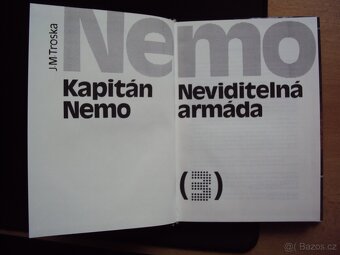 Nemo
J.M.Troska
Kapitán
Nemo
Neviditelná
armáda
(3)
© Bazos.cz